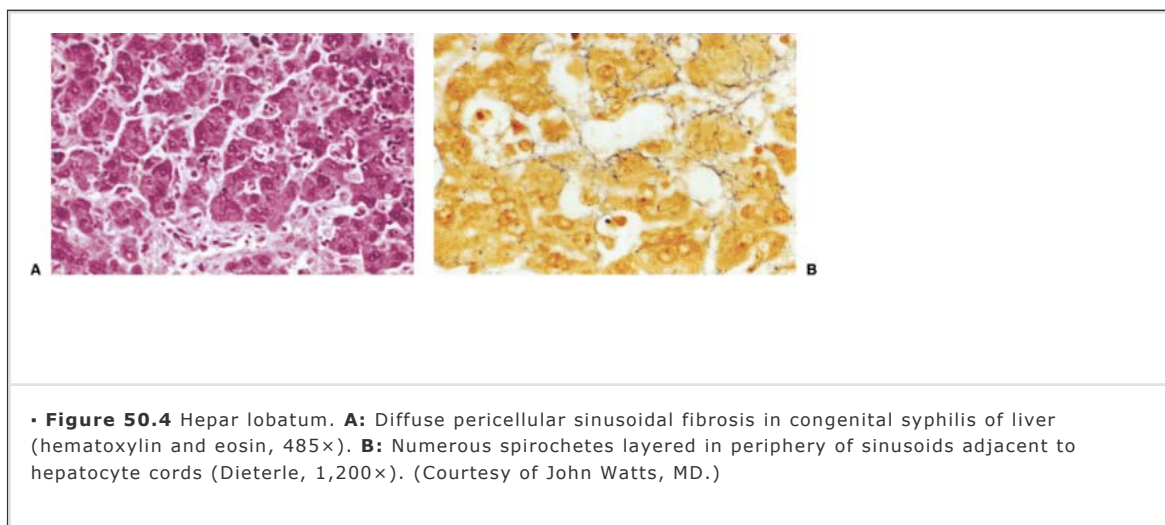 A
B
▪ Figure 50.4 Hepar lobatum. A: Diffuse pericellular sinusoidal fibrosis in congenital syphilis of liver
(hematoxylin and eosin, 485×). B: Numerous spirochetes layered in periphery of sinusoids adjacent to
hepatocyte cords (Dieterle, 1,200×). (Courtesy of John Watts, MD.)